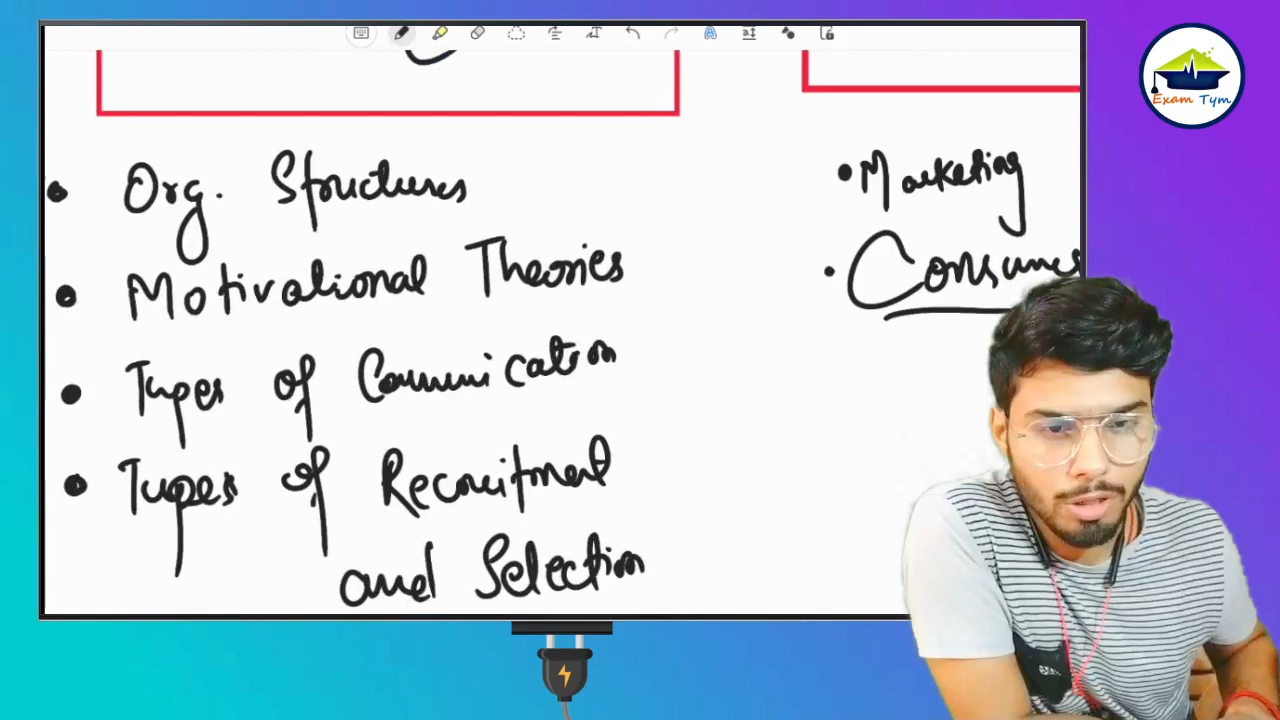 Exam Tym
• Org. Structures
• Motivational Theories
• Types of Communication
• Types of Recruitment
and Selection
• Marketing
• Consumer